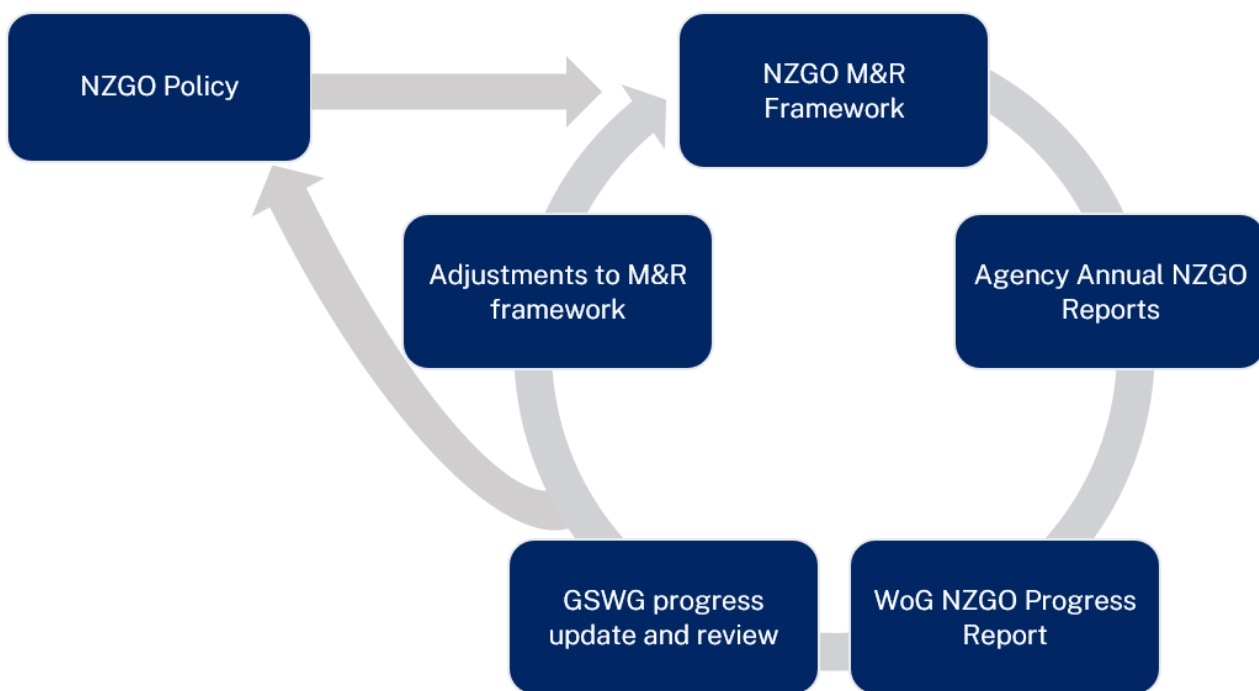 NZGO Policy
NZGO M&R
Framework
Adjustments to M&R
framework
Agency Annual NZGO
Reports
GSWG progress
update and review
WoG NZGO Progress
Report